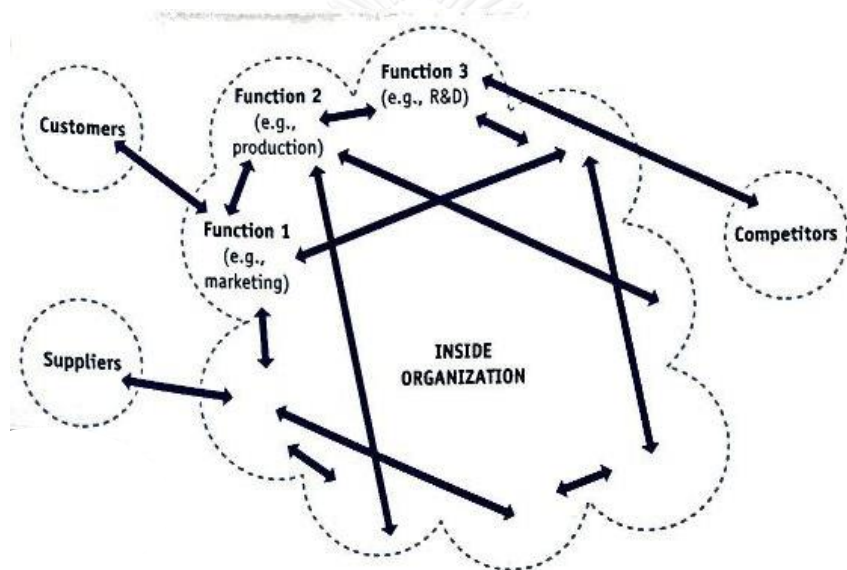 Function 3
(e.g., R&D)
Function 2
(e.g.,
production)
Customers
Function 1
(e.g.,
marketing)
Competitors
Suppliers
INSIDE
ORGANIZATION